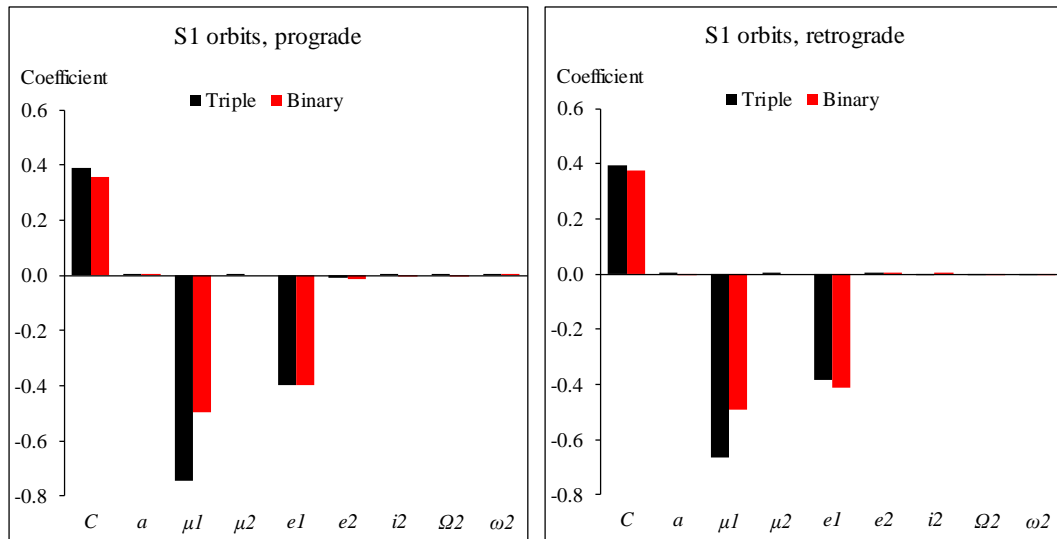 S1 orbits, prograde
Coefficient
Triple Binary
0.6
0.4
0.2
0.0
-0.2
-0.4
-0.6
-0.8
C a μ1 μ2 e1 e2 i2 Ω2 ω2
S1 orbits, retrograde
Coefficient
Triple Binary
0.6
0.4
0.2
0.0
-0.2
-0.4
-0.6
-0.8
C a μ1 μ2 e1 e2 i2 Ω2 ω2